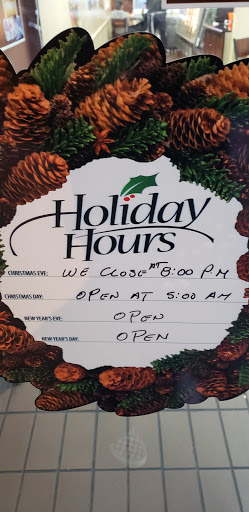 Holiday
Hours
CHRISTMAS EVE: WE CLOSE AT 8:00 PM
CHRISTMAS DAY: OPEN AT 5:00 AM
NEW YEAR'S EVE: OPEN
NEW YEAR'S DAY: OPEN